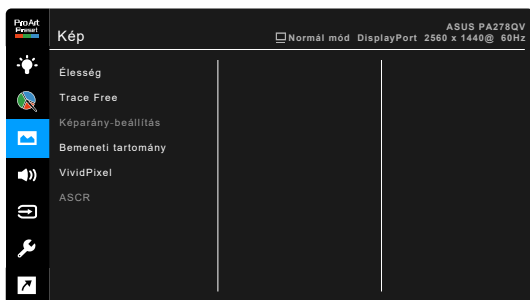 ProArt
Preset
Kép
ASUS PA278QV
Normál mód DisplayPort 2560 x 1440@ 60Hz
Élesség
Trace Free
Képarány-beállítás
Bemeneti tartomány
VividPixel
ASCR